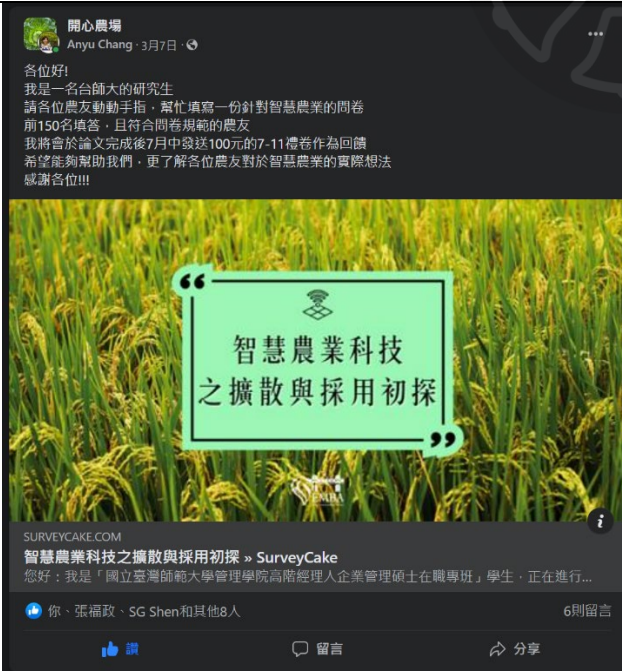 開心農場
Anyu Chang · 3月7日 ·
各位好!
我是一名台師大的研究生
請各位農友動動手指，幫忙填寫一份針對智慧農業的問卷
前150名填答，且符合問卷規範的農友
我將會於論文完成後7月中發送100元的7-11禮卷作為回饋
希望能夠幫助我們，更了解各位農友對於智慧農業的實際想法
感謝各位!!!
智慧農業科技
之擴散與採用初探
EMBA
SURVEYCAKE.COM
智慧農業科技之擴散與採用初探 » SurveyCake
您好：我是「國立臺灣師範大學管理學院高階經理人企業管理碩士在職專班」學生，正在進行...
你、張福政、SG Shen和其他8人
6則留言
讚
留言
分享